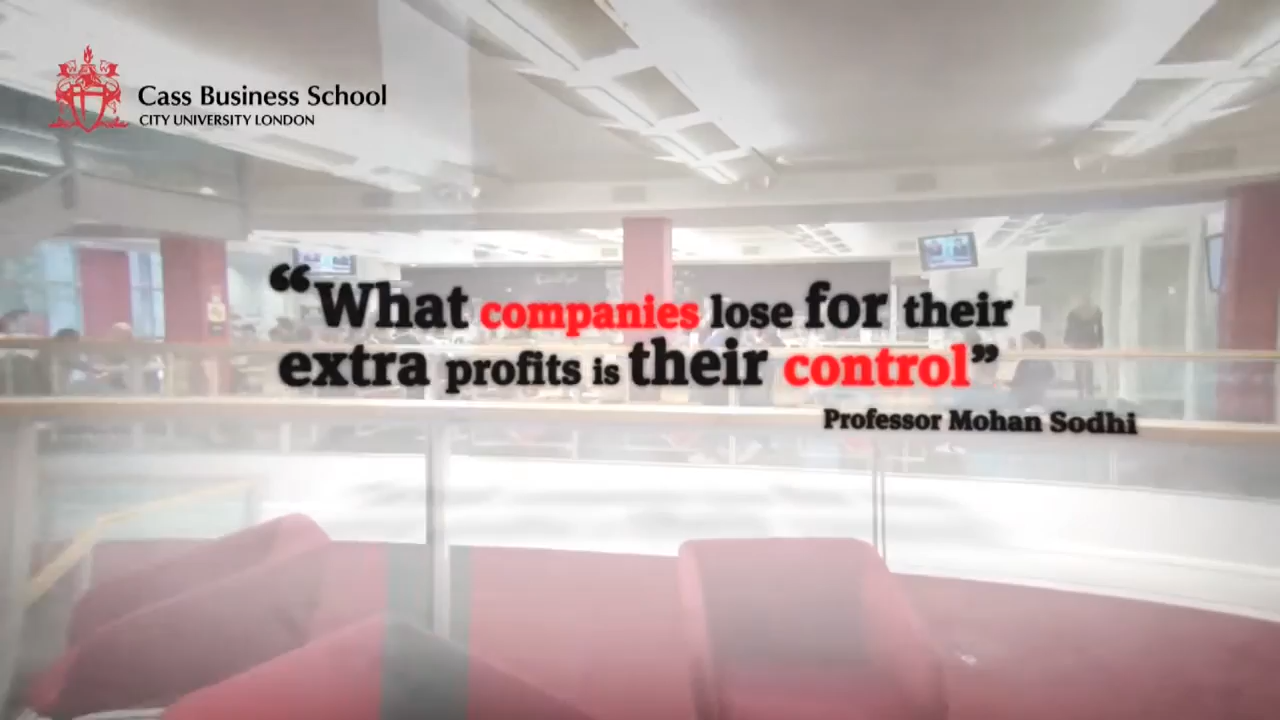 Cass Business School
CITY UNIVERSITY LONDON
“What companies lose for their
extra profits is their control”
Professor Mohan Sodhi